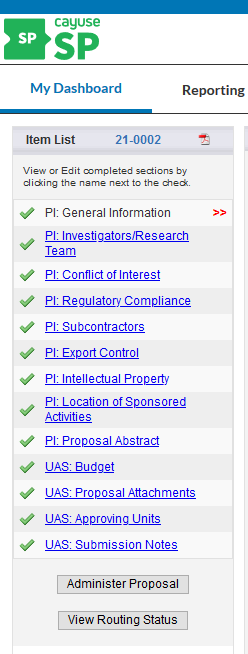 SP
cayuse
SP
My Dashboard
Reporting
Item List 21-0002
View or Edit completed sections by
clicking the name next to the check.
PI: General Information >>
PI: Investigators/Research
Team
PI: Conflict of Interest
PI: Regulatory Compliance
PI: Subcontractors
PI: Export Control
PI: Intellectual Property
PI: Location of Sponsored
Activities
PI: Proposal Abstract
UAS: Budget
UAS: Proposal Attachments
UAS: Approving Units
UAS: Submission Notes
Administer Proposal
View Routing Status